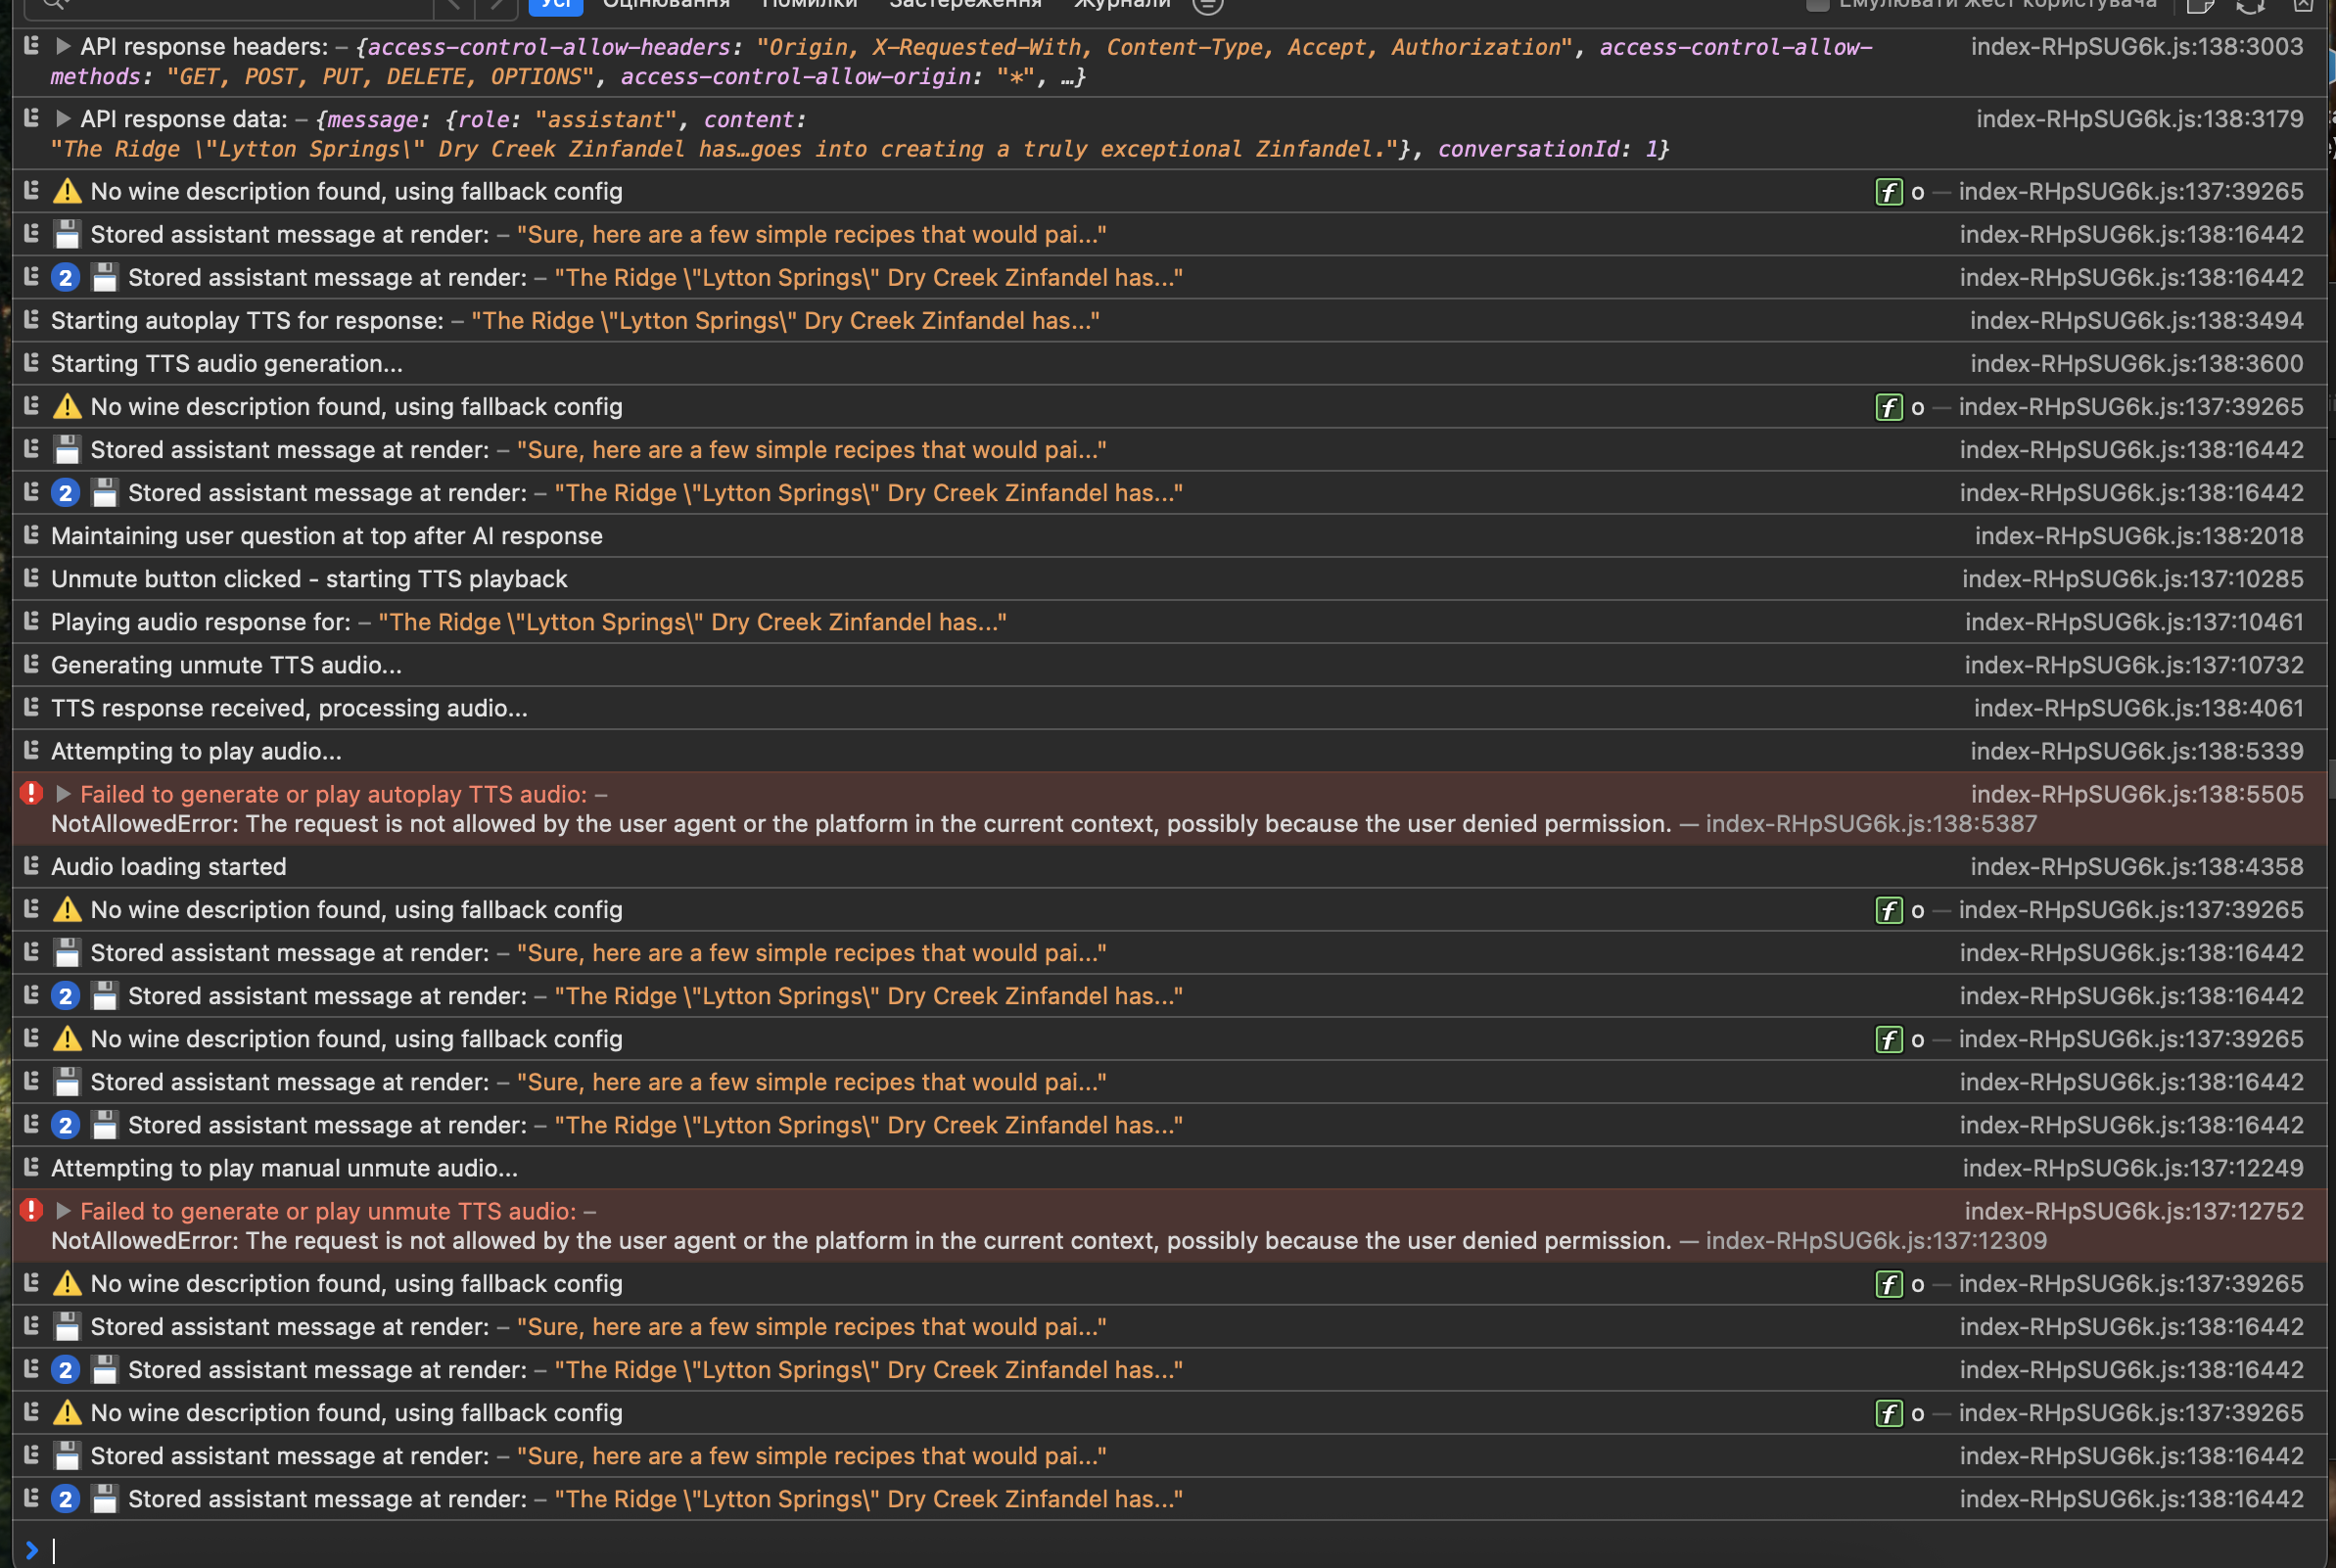 Усі Оцінювання Помилки Застереження Журнали Емулювати жест користувача
API response headers: – {access-control-allow-headers: "Origin, X-Requested-With, Content-Type, Accept, Authorization", access-control-allow- index-RHpSUG6k.js:138:3003
methods: "GET, POST, PUT, DELETE, OPTIONS", access-control-allow-origin: "*", …}
API response data: – {message: {role: "assistant", content: index-RHpSUG6k.js:138:3179
"The Ridge \"Lytton Springs\" Dry Creek Zinfandel has…goes into creating a truly exceptional Zinfandel."}, conversationId: 1}
⚠️ No wine description found, using fallback config f o — index-RHpSUG6k.js:137:39265
💾 Stored assistant message at render: – "Sure, here are a few simple recipes that would pai..." index-RHpSUG6k.js:138:16442
2 💾 Stored assistant message at render: – "The Ridge \"Lytton Springs\" Dry Creek Zinfandel has..." index-RHpSUG6k.js:138:16442
Starting autoplay TTS for response: – "The Ridge \"Lytton Springs\" Dry Creek Zinfandel has..." index-RHpSUG6k.js:138:3494
Starting TTS audio generation... index-RHpSUG6k.js:138:3600
⚠️ No wine description found, using fallback config f o — index-RHpSUG6k.js:137:39265
💾 Stored assistant message at render: – "Sure, here are a few simple recipes that would pai..." index-RHpSUG6k.js:138:16442
2 💾 Stored assistant message at render: – "The Ridge \"Lytton Springs\" Dry Creek Zinfandel has..." index-RHpSUG6k.js:138:16442
Maintaining user question at top after AI response index-RHpSUG6k.js:138:2018
Unmute button clicked - starting TTS playback index-RHpSUG6k.js:137:10285
Playing audio response for: – "The Ridge \"Lytton Springs\" Dry Creek Zinfandel has..." index-RHpSUG6k.js:137:10461
Generating unmute TTS audio... index-RHpSUG6k.js:137:10732
TTS response received, processing audio... index-RHpSUG6k.js:138:4061
Attempting to play audio... index-RHpSUG6k.js:138:5339
Failed to generate or play autoplay TTS audio: – index-RHpSUG6k.js:138:5505
NotAllowedError: The request is not allowed by the user agent or the platform in the current context, possibly because the user denied permission. — index-RHpSUG6k.js:138:5387
Audio loading started index-RHpSUG6k.js:138:4358
⚠️ No wine description found, using fallback config f o — index-RHpSUG6k.js:137:39265
💾 Stored assistant message at render: – "Sure, here are a few simple recipes that would pai..." index-RHpSUG6k.js:138:16442
2 💾 Stored assistant message at render: – "The Ridge \"Lytton Springs\" Dry Creek Zinfandel has..." index-RHpSUG6k.js:138:16442
⚠️ No wine description found, using fallback config f o — index-RHpSUG6k.js:137:39265
💾 Stored assistant message at render: – "Sure, here are a few simple recipes that would pai..." index-RHpSUG6k.js:138:16442
2 💾 Stored assistant message at render: – "The Ridge \"Lytton Springs\" Dry Creek Zinfandel has..." index-RHpSUG6k.js:138:16442
Attempting to play manual unmute audio... index-RHpSUG6k.js:137:12249
Failed to generate or play unmute TTS audio: – index-RHpSUG6k.js:137:12752
NotAllowedError: The request is not allowed by the user agent or the platform in the current context, possibly because the user denied permission. — index-RHpSUG6k.js:137:12309
⚠️ No wine description found, using fallback config f o — index-RHpSUG6k.js:137:39265
💾 Stored assistant message at render: – "Sure, here are a few simple recipes that would pai..." index-RHpSUG6k.js:138:16442
2 💾 Stored assistant message at render: – "The Ridge \"Lytton Springs\" Dry Creek Zinfandel has..." index-RHpSUG6k.js:138:16442
⚠️ No wine description found, using fallback config f o — index-RHpSUG6k.js:137:39265
💾 Stored assistant message at render: – "Sure, here are a few simple recipes that would pai..." index-RHpSUG6k.js:138:16442
2 💾 Stored assistant message at render: – "The Ridge \"Lytton Springs\" Dry Creek Zinfandel has..." index-RHpSUG6k.js:138:16442